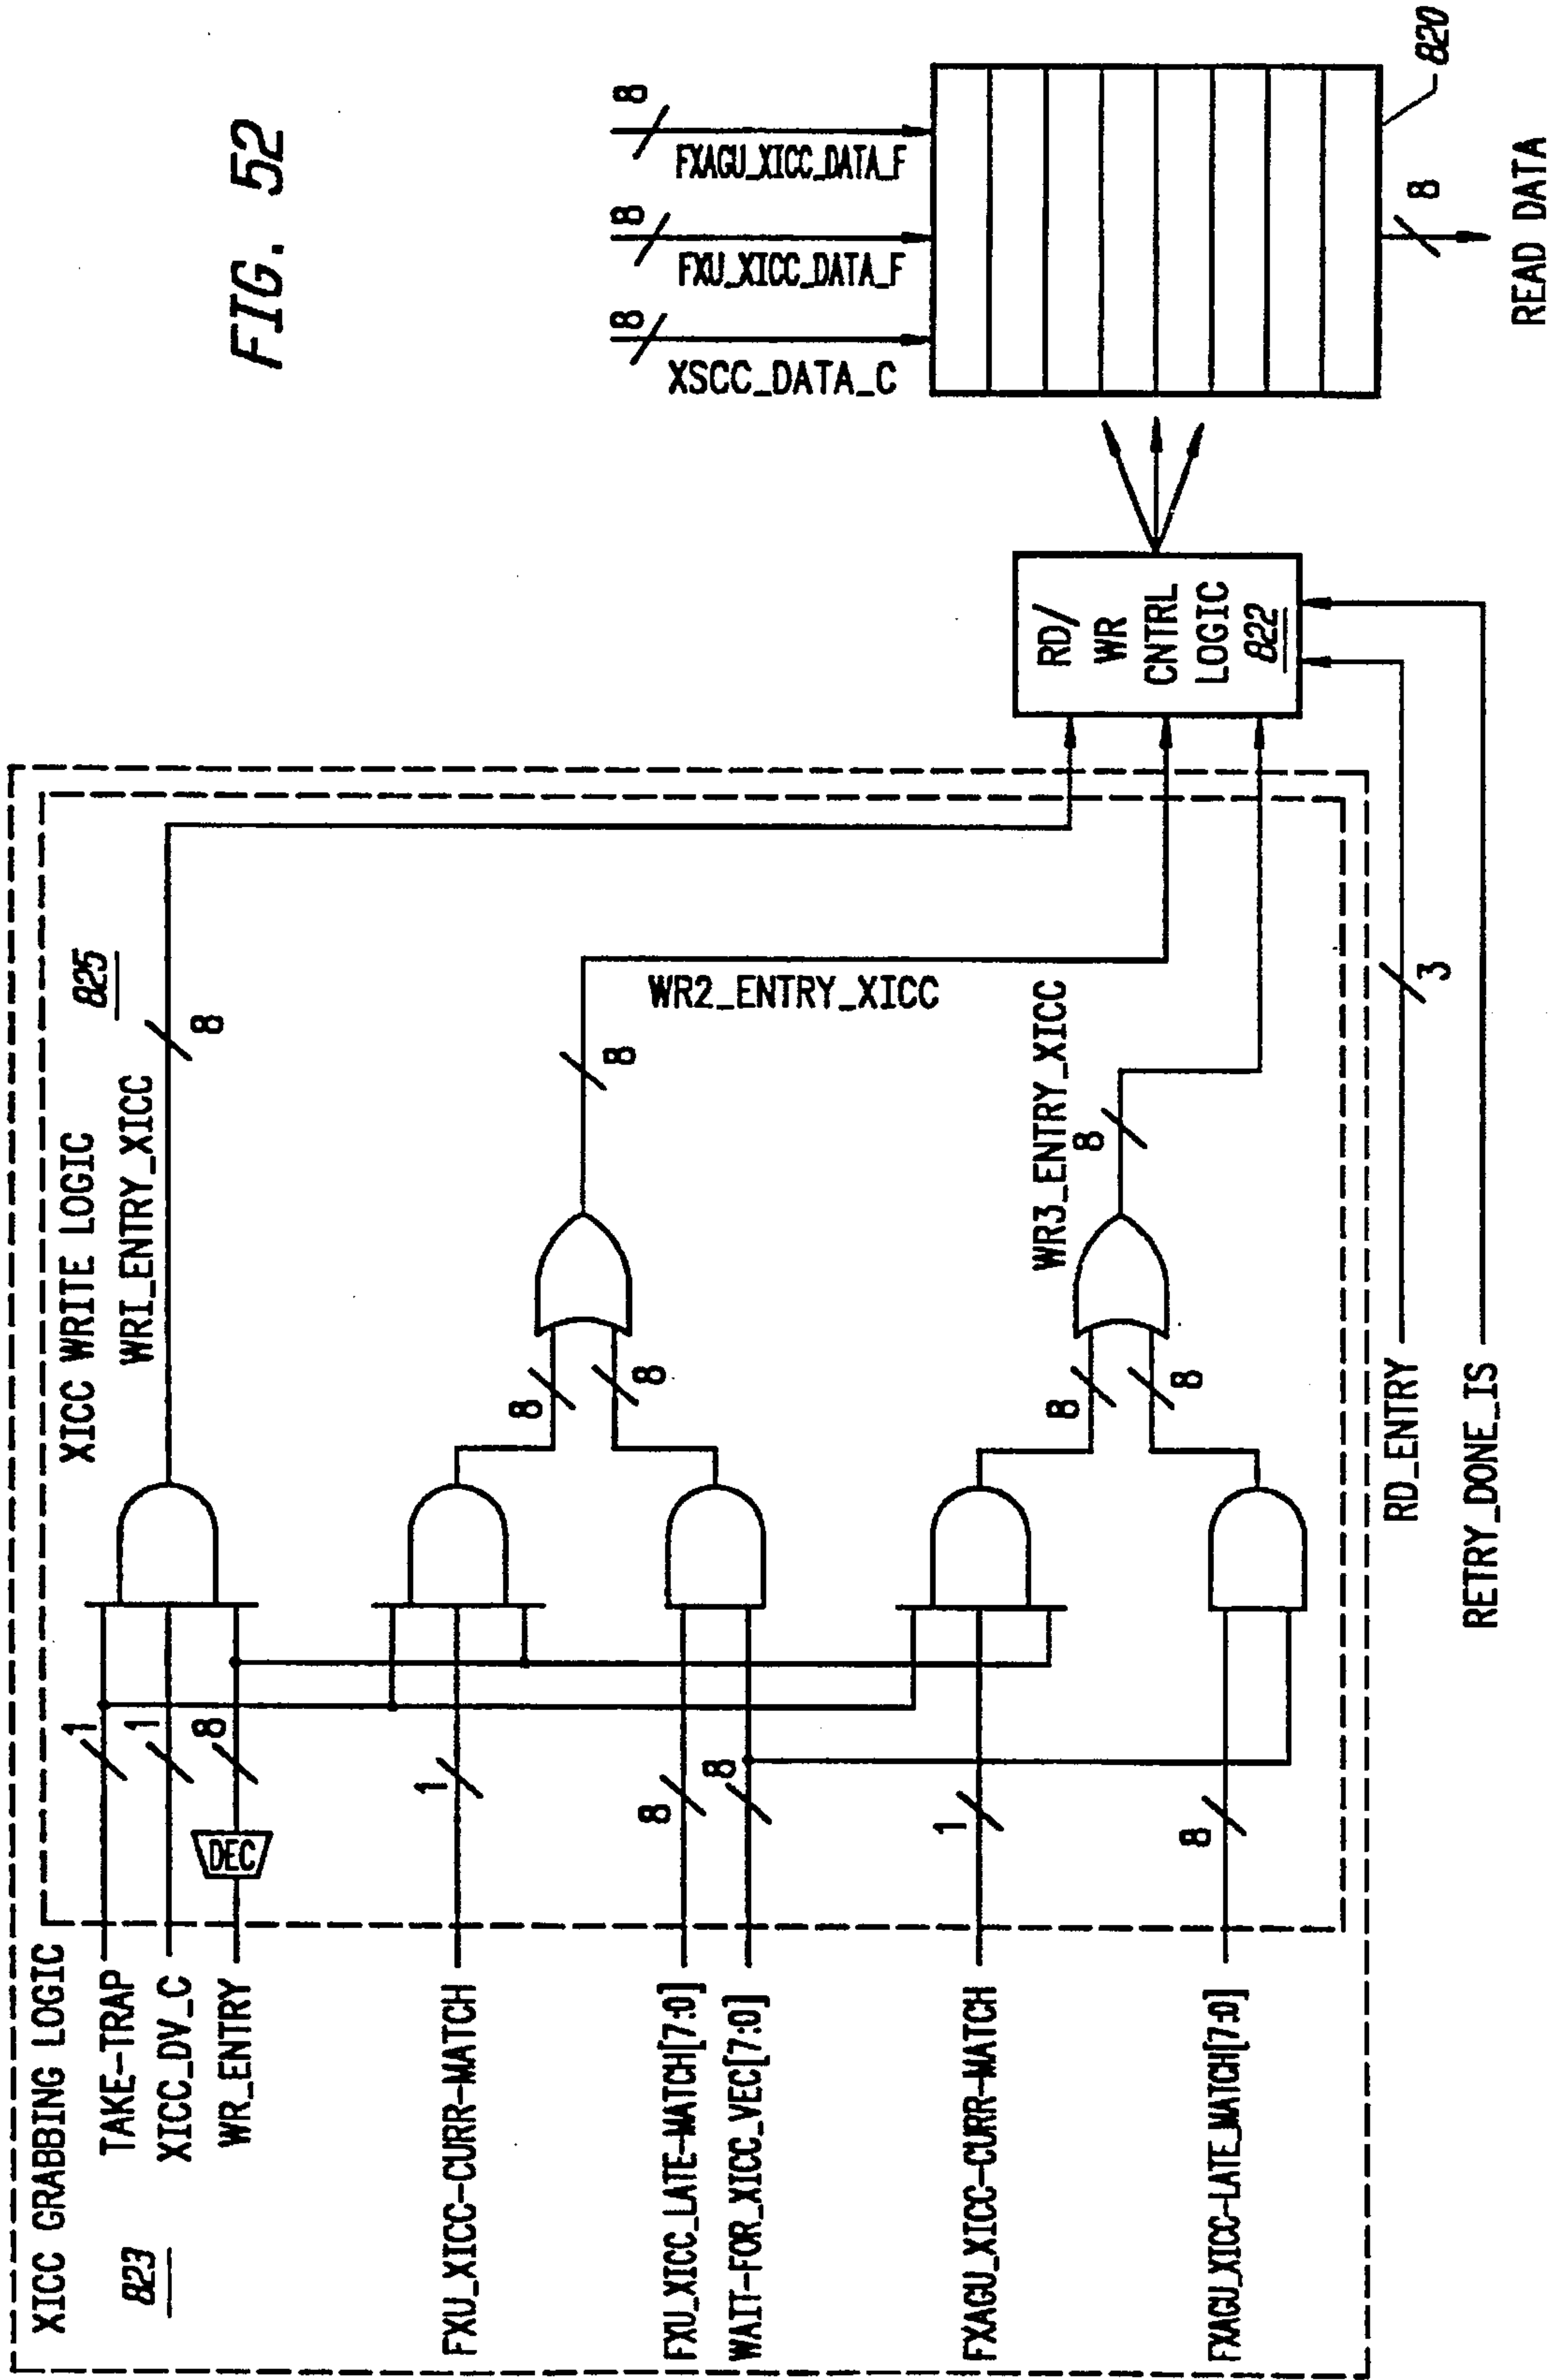 FIG. 52
XICC GRABBING LOGIC
823
XICC WRITE LOGIC
825
TAKE-TRAP
1
XICC_DV_C
1
WR_ENTRY
DEC
8
WRI_ENTRY_XICC
8
FXU_XICC-CURR-MATCH
1
8
8
8
WR2_ENTRY_XICC
FXU_XICC_LATE-MATCH[7:0]
8
WAIT-FOR_XICC_VEC[7:0]
8
FXAGU_XICC-CURR-MATCH
1
8
8
8
WR3_ENTRY_XICC
FXAGU_XICC-LATE_MATCH[7:0]
8
RD_ENTRY
3
RETRY_DONE_IS
RD/
WR
CNTRL
LOGIC
822
8
8
8
XSCC_DATA_C
FXU_XICC_DATA_F
FXAGU_XICC_DATA_F
820
8
READ DATA